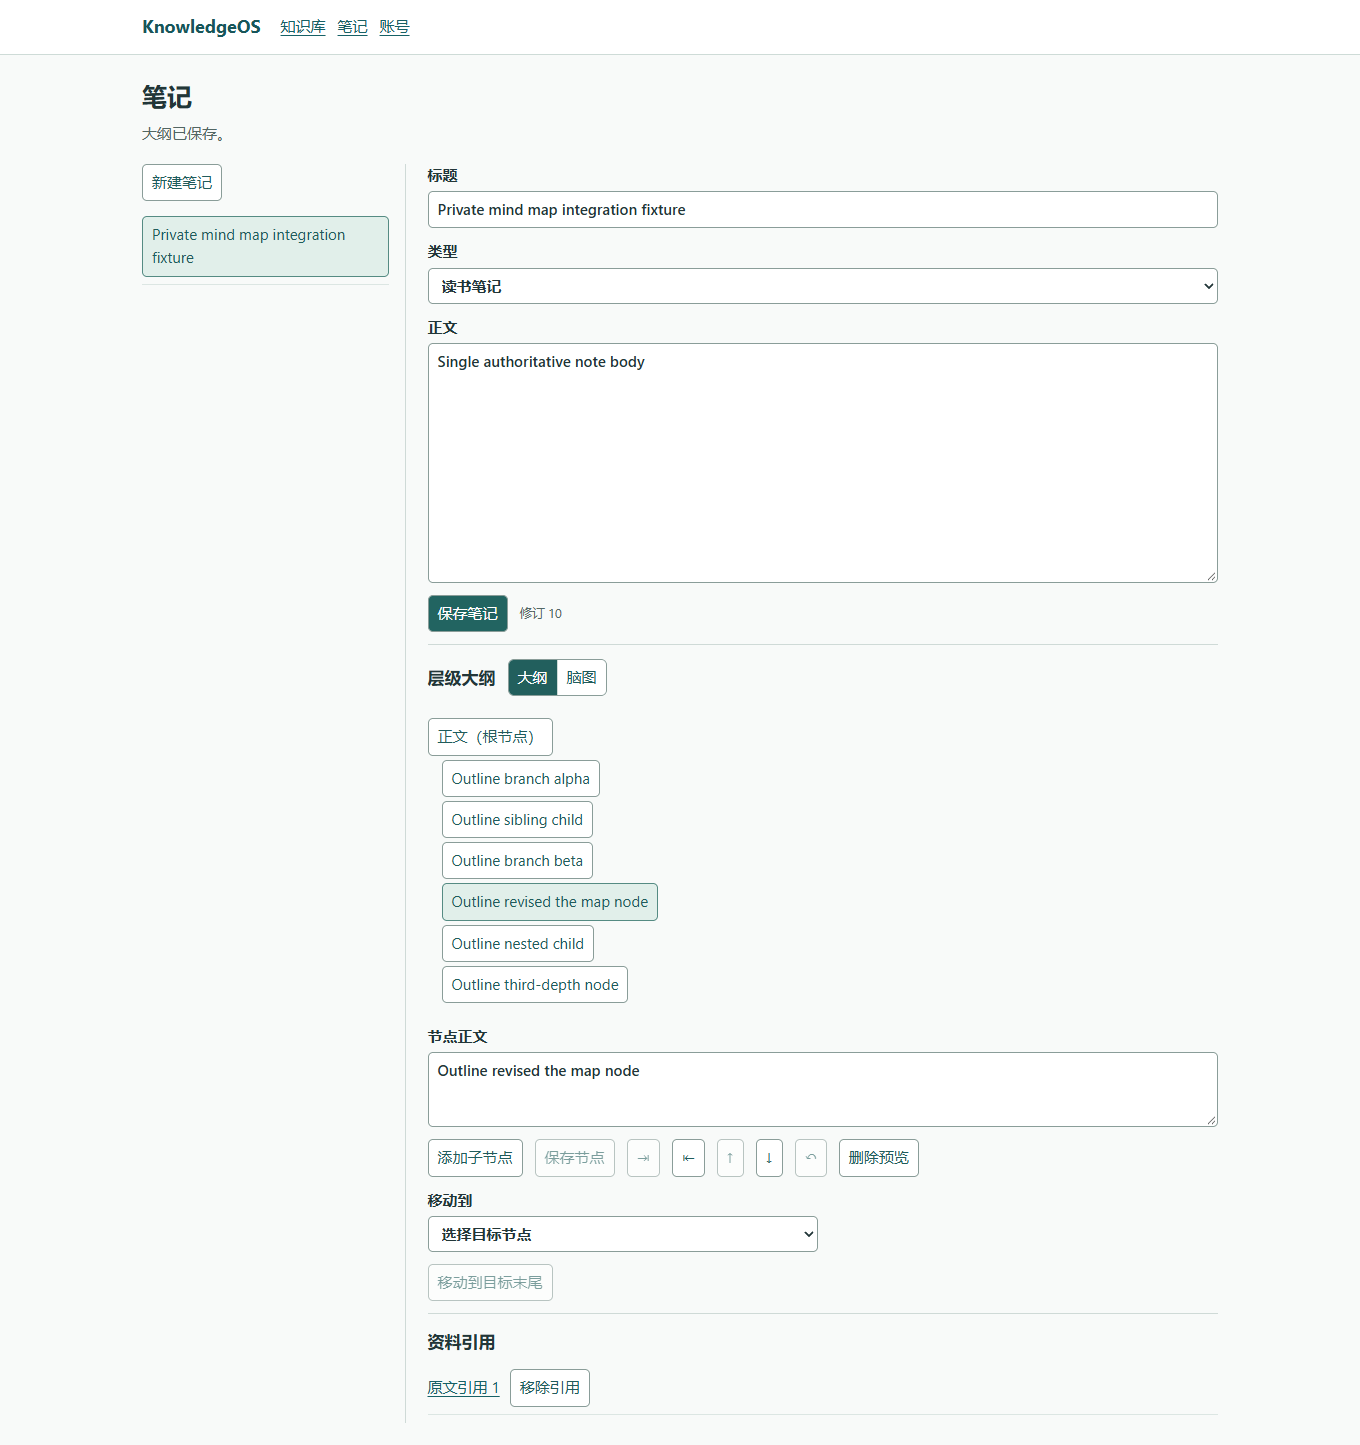 KnowledgeOS 知识库 笔记 账号
笔记
大纲已保存。
新建笔记
Private mind map integration
fixture
标题
Private mind map integration fixture
类型
读书笔记
正文
Single authoritative note body
保存笔记 修订 10
层级大纲 大纲 脑图
正文（根节点）
Outline branch alpha
Outline sibling child
Outline branch beta
Outline revised the map node
Outline nested child
Outline third-depth node
节点正文
Outline revised the map node
添加子节点 保存节点 ⇥ ⇤ ↑ ↓ ↶ 删除预览
移动到
选择目标节点
移动到目标末尾
资料引用
原文引用 1 移除引用